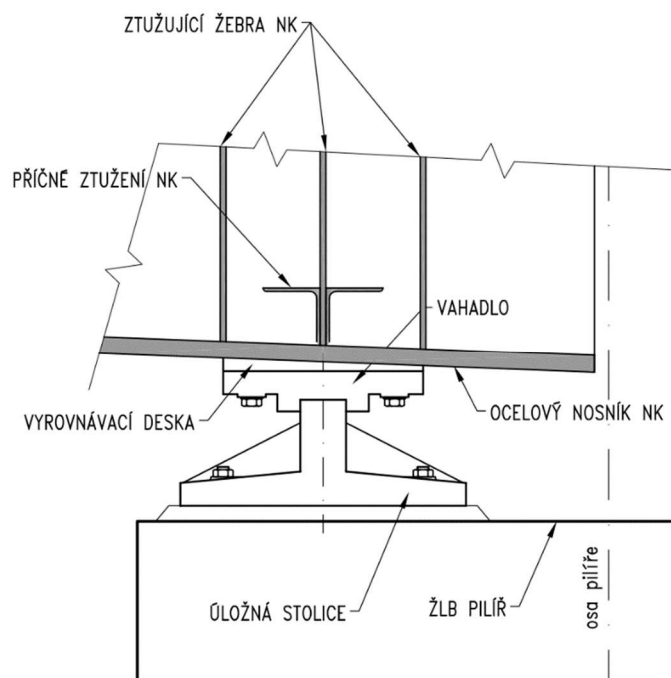 ZTUŽUJÍCÍ ŽEBRA NK
PŘÍČNÉ ZTUŽENÍ NK
VAHADLO
VYROVNÁVACÍ DESKA
OCELOVÝ NOSNÍK NK
ÚLOŽNÁ STOLICE
ŽLB PILÍŘ
osa pilíře